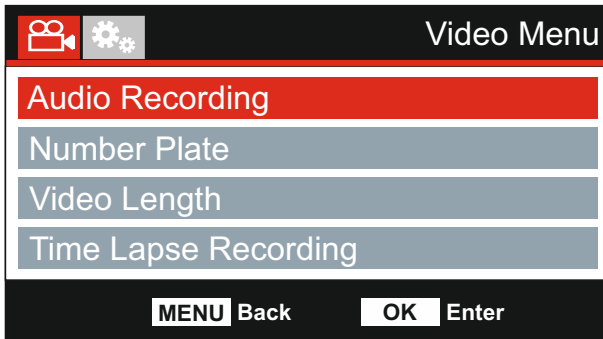 Video Menu
Audio Recording
Number Plate
Video Length
Time Lapse Recording
MENU Back OK Enter